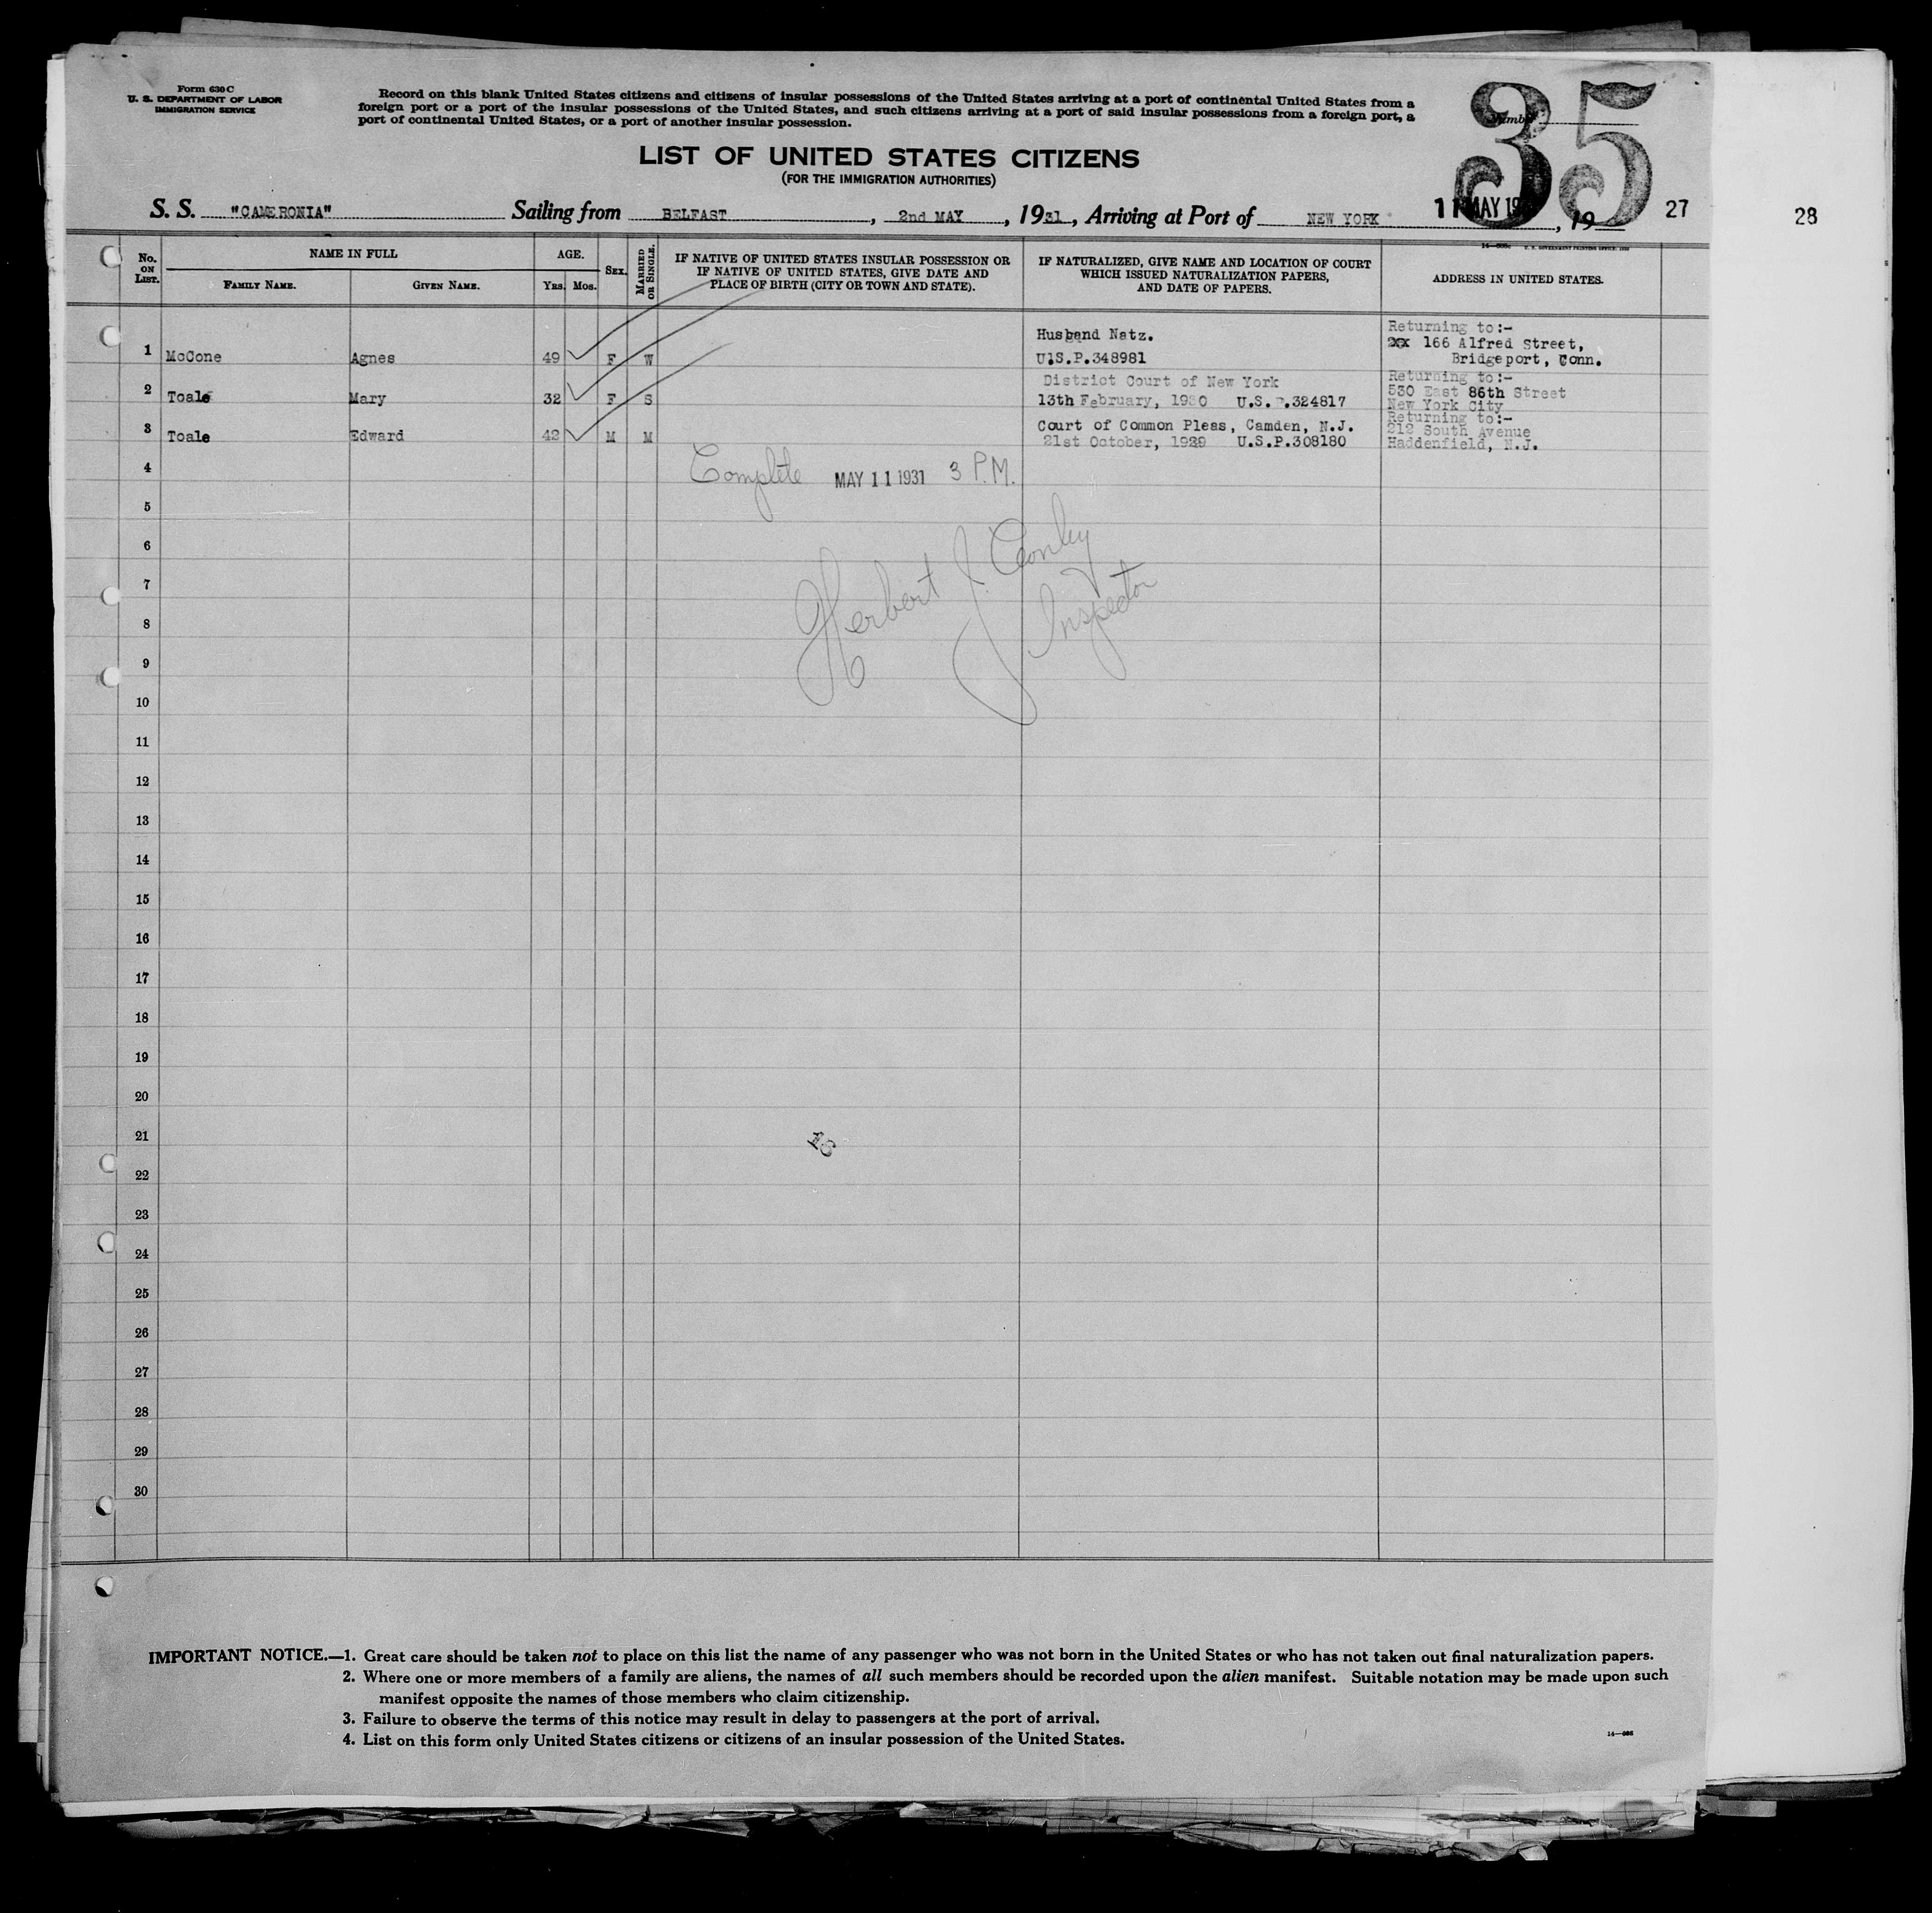 Form 630 C
U. S. DEPARTMENT OF LABOR
IMMIGRATION SERVICE
Record on this blank United States citizens and citizens of insular possessions of the United States arriving at a port of continental United States from a
foreign port or a port of the insular possessions of the United States, and such citizens arriving at a port of said insular possessions from a foreign port, a
port of continental United States, or a port of another insular possession.
35
LIST OF UNITED STATES CITIZENS
(FOR THE IMMIGRATION AUTHORITIES)
S. S. "CAMERONIA" Sailing from BELFAST, 2nd MAY, 1931, Arriving at Port of NEW YORK 11 MAY, 19 27
28
No. ON LIST. NAME IN FULL AGE. SEX. MARRIED OR SINGLE. IF NATIVE OF UNITED STATES INSULAR POSSESSION OR IF NATIVE OF UNITED STATES, GIVE DATE AND PLACE OF BIRTH (CITY OR TOWN AND STATE). IF NATURALIZED, GIVE NAME AND LOCATION OF COURT WHICH ISSUED NATURALIZATION PAPERS, AND DATE OF PAPERS. ADDRESS IN UNITED STATES.
FAMILY NAME. GIVEN NAME. YRS. MOS.
Husband Natz. Returning to:-
xx 166 Alfred Street,
1 McCone Agnes 49 F W U.S.P.348981 Bridgeport, Conn.
District Court of New York Returning to:-
2 Toale Mary 32 F S 13th February, 1930 U.S.P.324817 530 East 86th Street
New York City
Court of Common Pleas, Camden, N.J. Returning to:-
212 South Avenue
3 Toale Edward 42 M M 21st October, 1929 U.S.P.308180 Haddenfield, N.J.
4 Complete MAY 11 1931 3 P.M.
5
6 Herbert J. Conley
7 Inspector
8
9
10
11
12
13
14
15
16
17
18
19
20
21
22
23
24
25
26
27
28
29
30
IMPORTANT NOTICE.—1. Great care should be taken not to place on this list the name of any passenger who was not born in the United States or who has not taken out final naturalization papers.
2. Where one or more members of a family are aliens, the names of all such members should be recorded upon the alien manifest. Suitable notation may be made upon such
manifest opposite the names of those members who claim citizenship.
3. Failure to observe the terms of this notice may result in delay to passengers at the port of arrival.
4. List on this form only United States citizens or citizens of an insular possession of the United States.